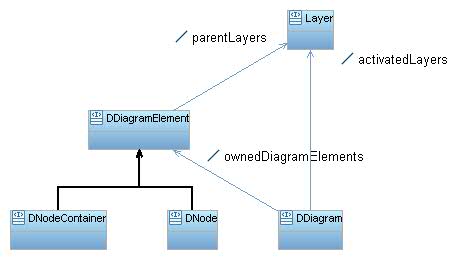 Layer
/ parentLayers
/ activatedLayers
DDiagramElement
/ ownedDiagramElements
DNodeContainer
DNode
DDiagram